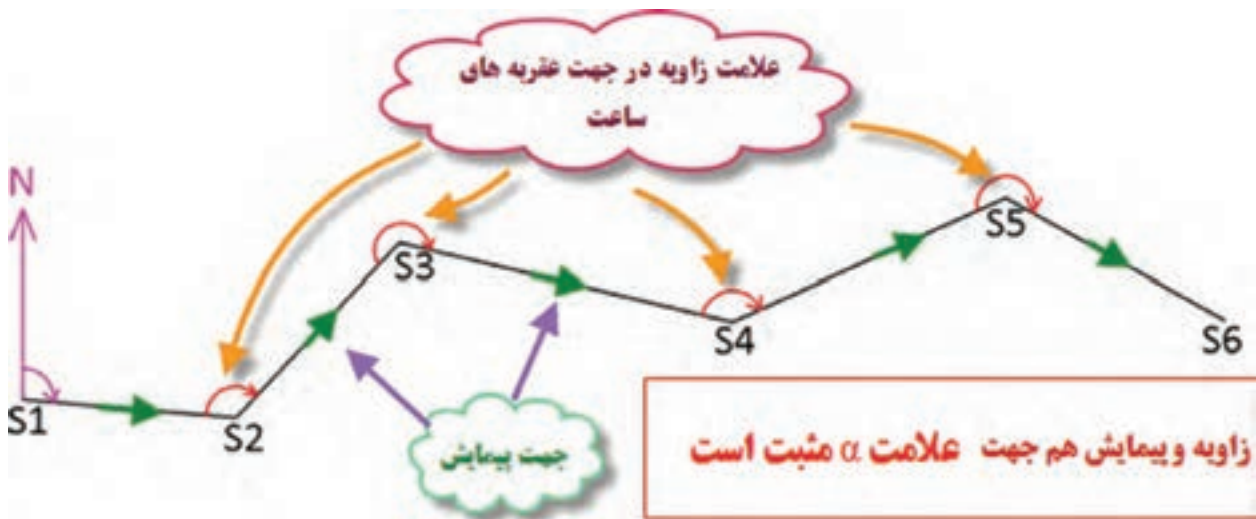 علامت زاویه در جهت عقربه های
ساعت
N
S1
S2
S3
S4
S5
S6
جهت پیمایش
زاویه و پیمایش هم جهت علامت α مثبت است